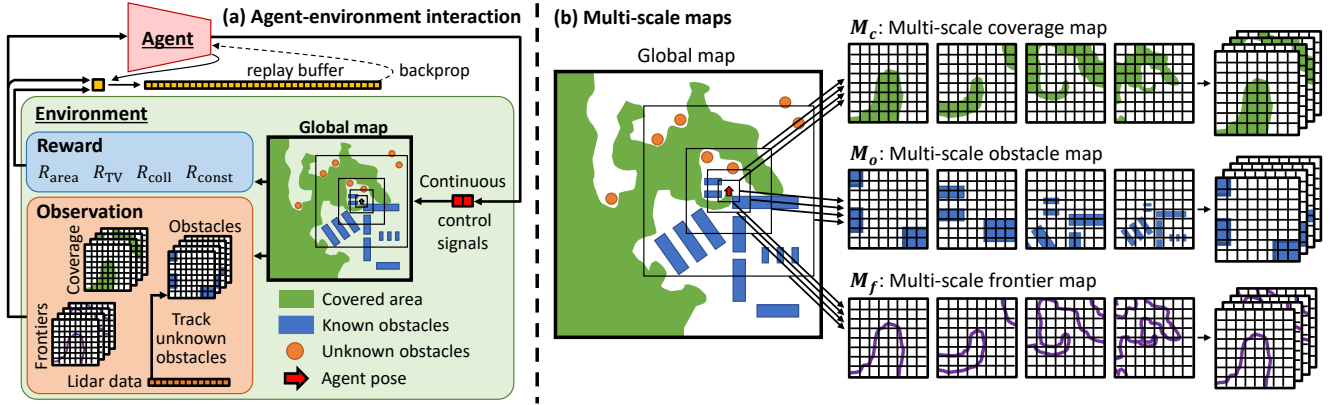 (a) Agent-environment interaction
Agent
replay buffer
backprop
Environment
Reward
R_area R_TV R_coll R_const
Global map
Continuous
control
signals
Observation
Coverage
Obstacles
Frontiers
Track
unknown
obstacles
Lidar data
Covered area
Known obstacles
Unknown obstacles
Agent pose
(b) Multi-scale maps
Global map
M_c: Multi-scale coverage map
M_o: Multi-scale obstacle map
M_f: Multi-scale frontier map